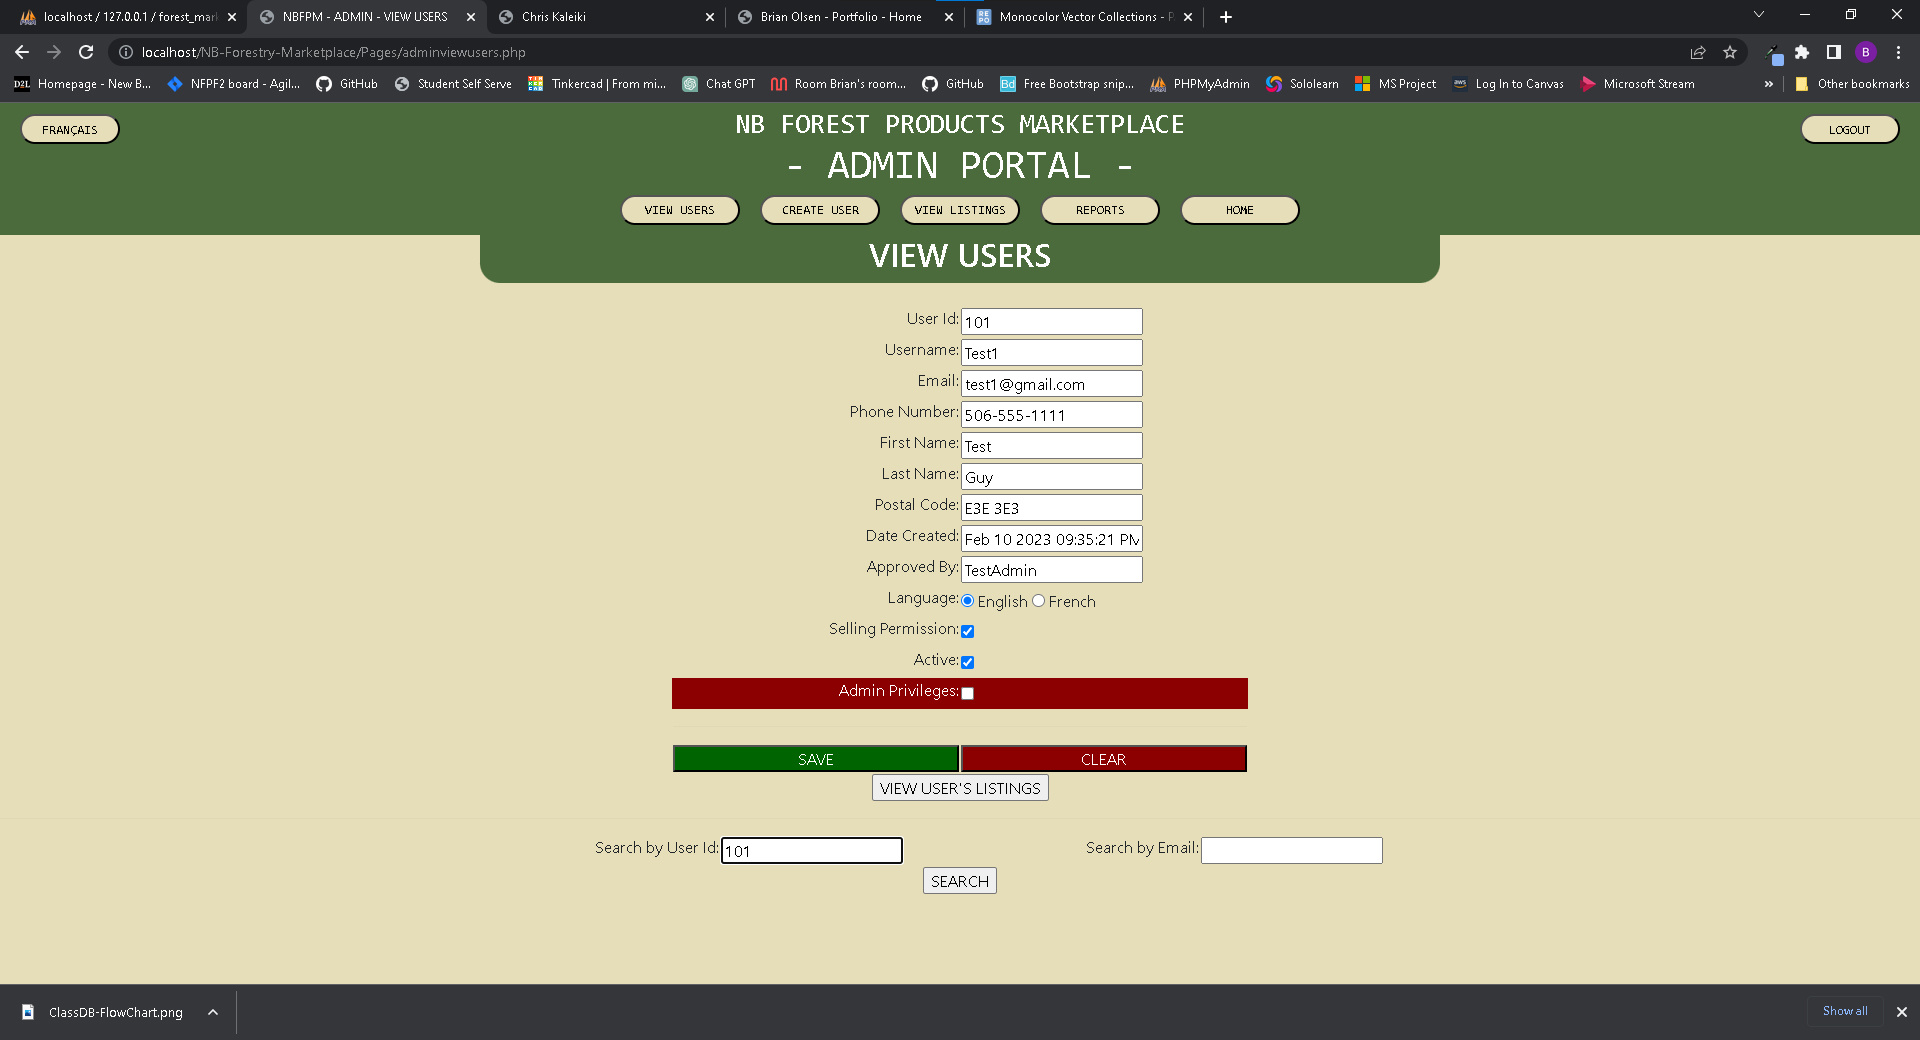 localhost / 127.0.0.1 / forest_mar
NBFPM - ADMIN - VIEW USERS
Chris Kaleiki
Brian Olsen - Portfolio - Home
Monocolor Vector Collections -
localhost/NB-Forestry-Marketplace/Pages/adminviewusers.php
B
D2L
Homepage - New B...
NFPF2 board - Agil...
GitHub
Student Self Serve
Tinkercad | From mi...
Chat GPT
Room Brian's room...
GitHub
Bd
Free Bootstrap snip...
PHPMyAdmin
Sololearn
MS Project
aws
Log In to Canvas
Microsoft Stream
»
Other bookmarks
FRANÇAIS
NB FOREST PRODUCTS MARKETPLACE
LOGOUT
- ADMIN PORTAL -
VIEW USERS
CREATE USER
VIEW LISTINGS
REPORTS
HOME
VIEW USERS
User Id: 101
Username: Test1
Email: test1@gmail.com
Phone Number: 506-555-1111
First Name: Test
Last Name: Guy
Postal Code: E3E 3E3
Date Created: Feb 10 2023 09:35:21 PM
Approved By: TestAdmin
Language: English French
Selling Permission:
Active:
Admin Privileges:
SAVE
CLEAR
VIEW USER'S LISTINGS
Search by User Id: 101
Search by Email:
SEARCH
ClassDB-FlowChart.png
Show all